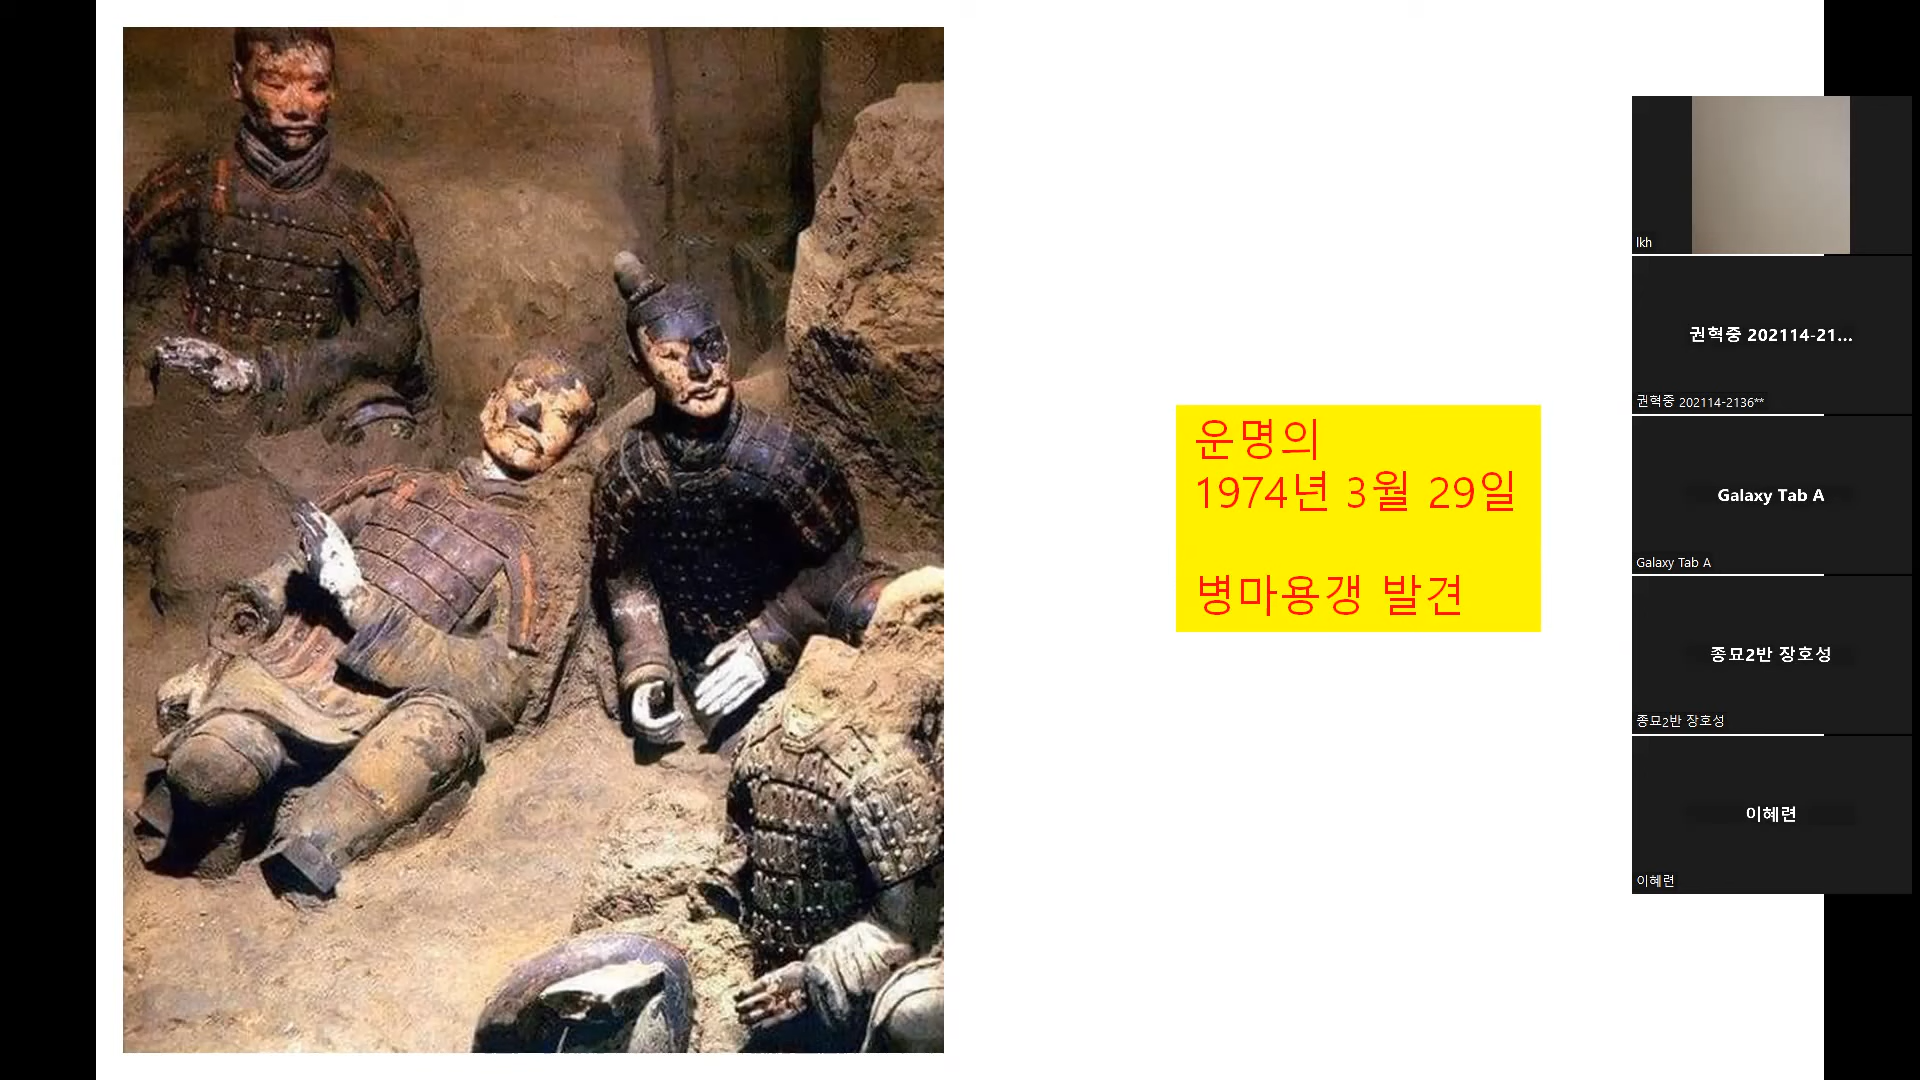 운명의
1974년 3월 29일
병마용갱 발견
lkh
권혁중 202114-21...
권혁중 202114-2136**
Galaxy Tab A
Galaxy Tab A
종묘2반 장호성
종묘2반 장호성
이혜련
이혜련